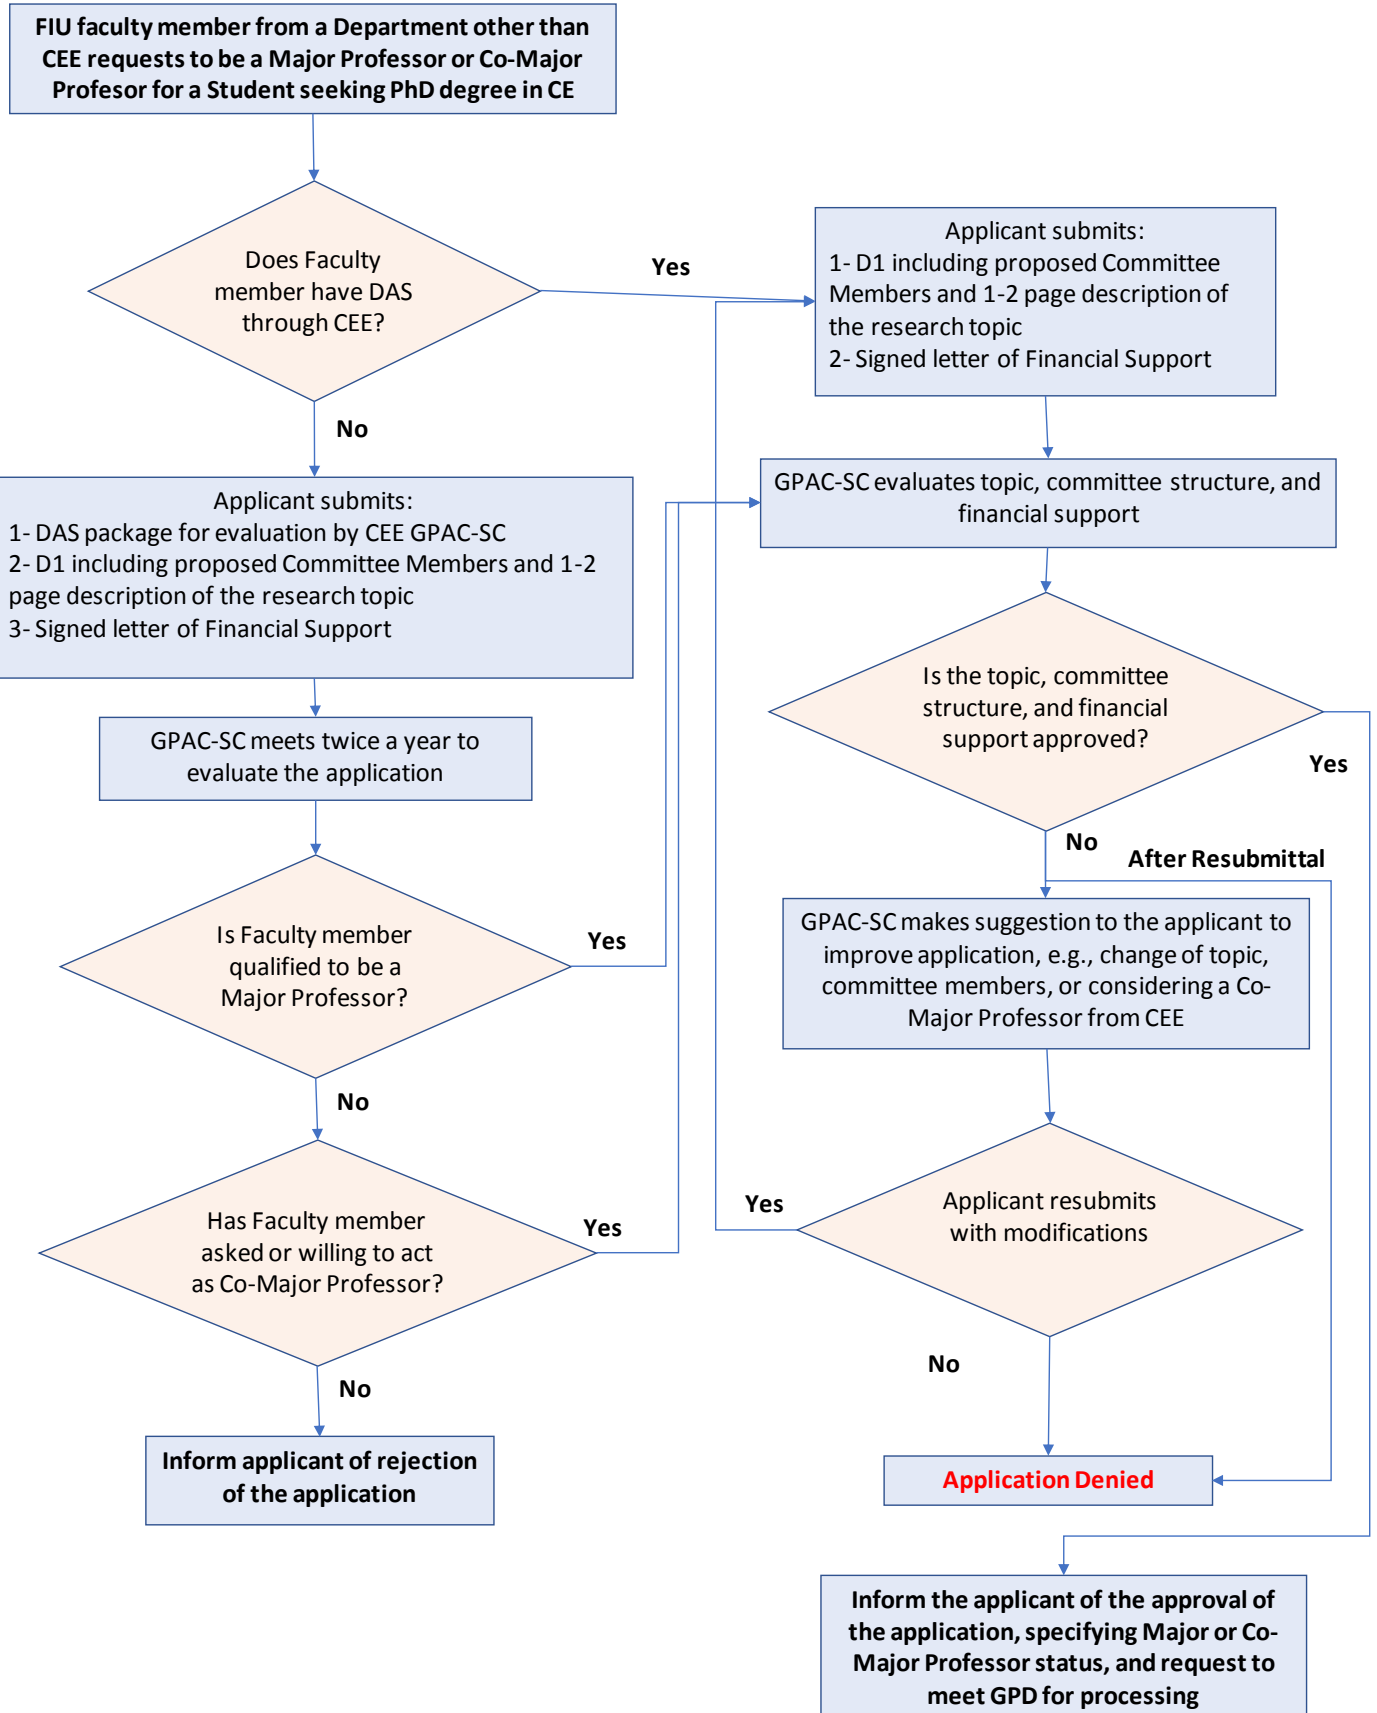 FIU faculty member from a Department other than
CEE requests to be a Major Professor or Co-Major
Profesor for a Student seeking PhD degree in CE
Does Faculty
member have DAS
through CEE?
Yes
No
Applicant submits:
1- D1 including proposed Committee
Members and 1-2 page description of
the research topic
2- Signed letter of Financial Support
Applicant submits:
1- DAS package for evaluation by CEE GPAC-SC
2- D1 including proposed Committee Members and 1-2
page description of the research topic
3- Signed letter of Financial Support
GPAC-SC evaluates topic, committee structure, and
financial support
GPAC-SC meets twice a year to
evaluate the application
Is the topic, committee
structure, and financial
support approved?
Yes
No
After Resubmittal
Is Faculty member
qualified to be a
Major Professor?
Yes
No
GPAC-SC makes suggestion to the applicant to
improve application, e.g., change of topic,
committee members, or considering a Co-
Major Professor from CEE
Has Faculty member
asked or willing to act
as Co-Major Professor?
Yes
No
Applicant resubmits
with modifications
Yes
No
Inform applicant of rejection
of the application
Application Denied
Inform the applicant of the approval of
the application, specifying Major or Co-
Major Professor status, and request to
meet GPD for processing